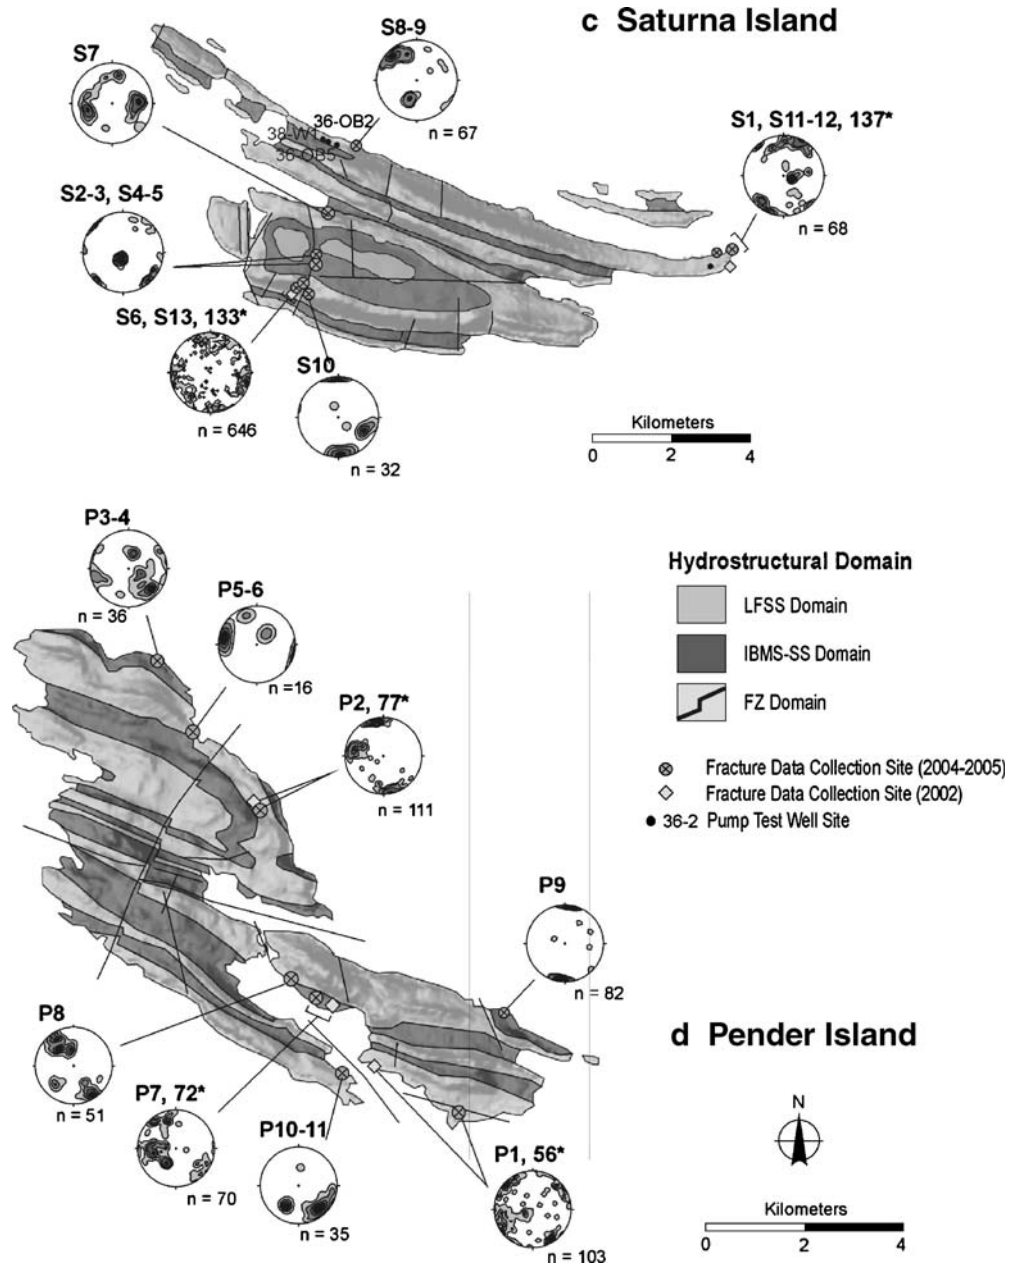 c Saturna Island
S8-9
S7
36-OB2
38-W1
36-OB5
n = 67
S1, S11-12, 137*
n = 68
S2-3, S4-5
S6, S13, 133*
S10
n = 646
n = 32
Kilometers
0 2 4
P3-4
n = 36
P5-6
n =16
P2, 77*
n = 111
Hydrostructural Domain
LFSS Domain
IBMS-SS Domain
FZ Domain
Fracture Data Collection Site (2004-2005)
Fracture Data Collection Site (2002)
36-2 Pump Test Well Site
P9
n = 82
P8
n = 51
d Pender Island
P7, 72*
n = 70
P10-11
n = 35
P1, 56*
n = 103
N
Kilometers
0 2 4